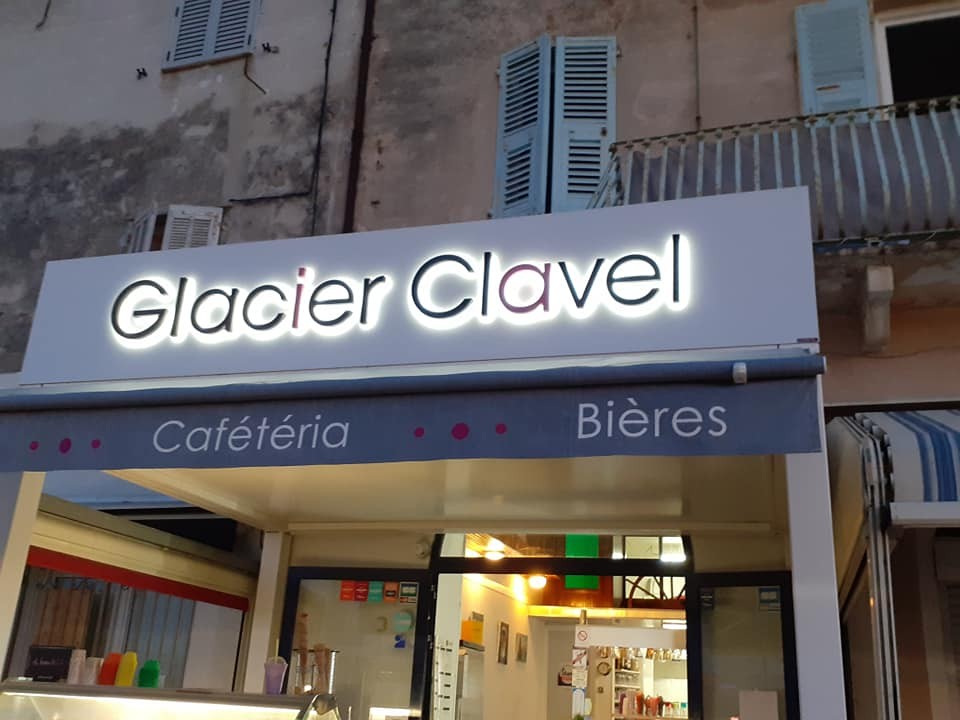 Glacier Clavel
Cafétéria Bières